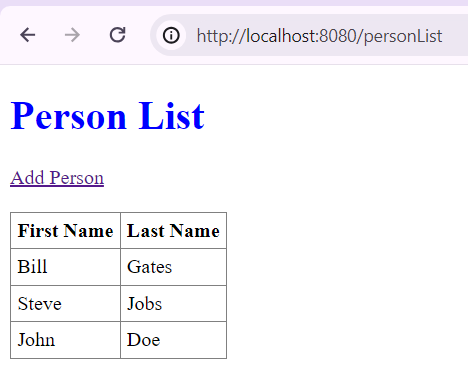 http://localhost:8080/personList
Person List
Add Person
First Name Last Name
Bill Gates
Steve Jobs
John Doe